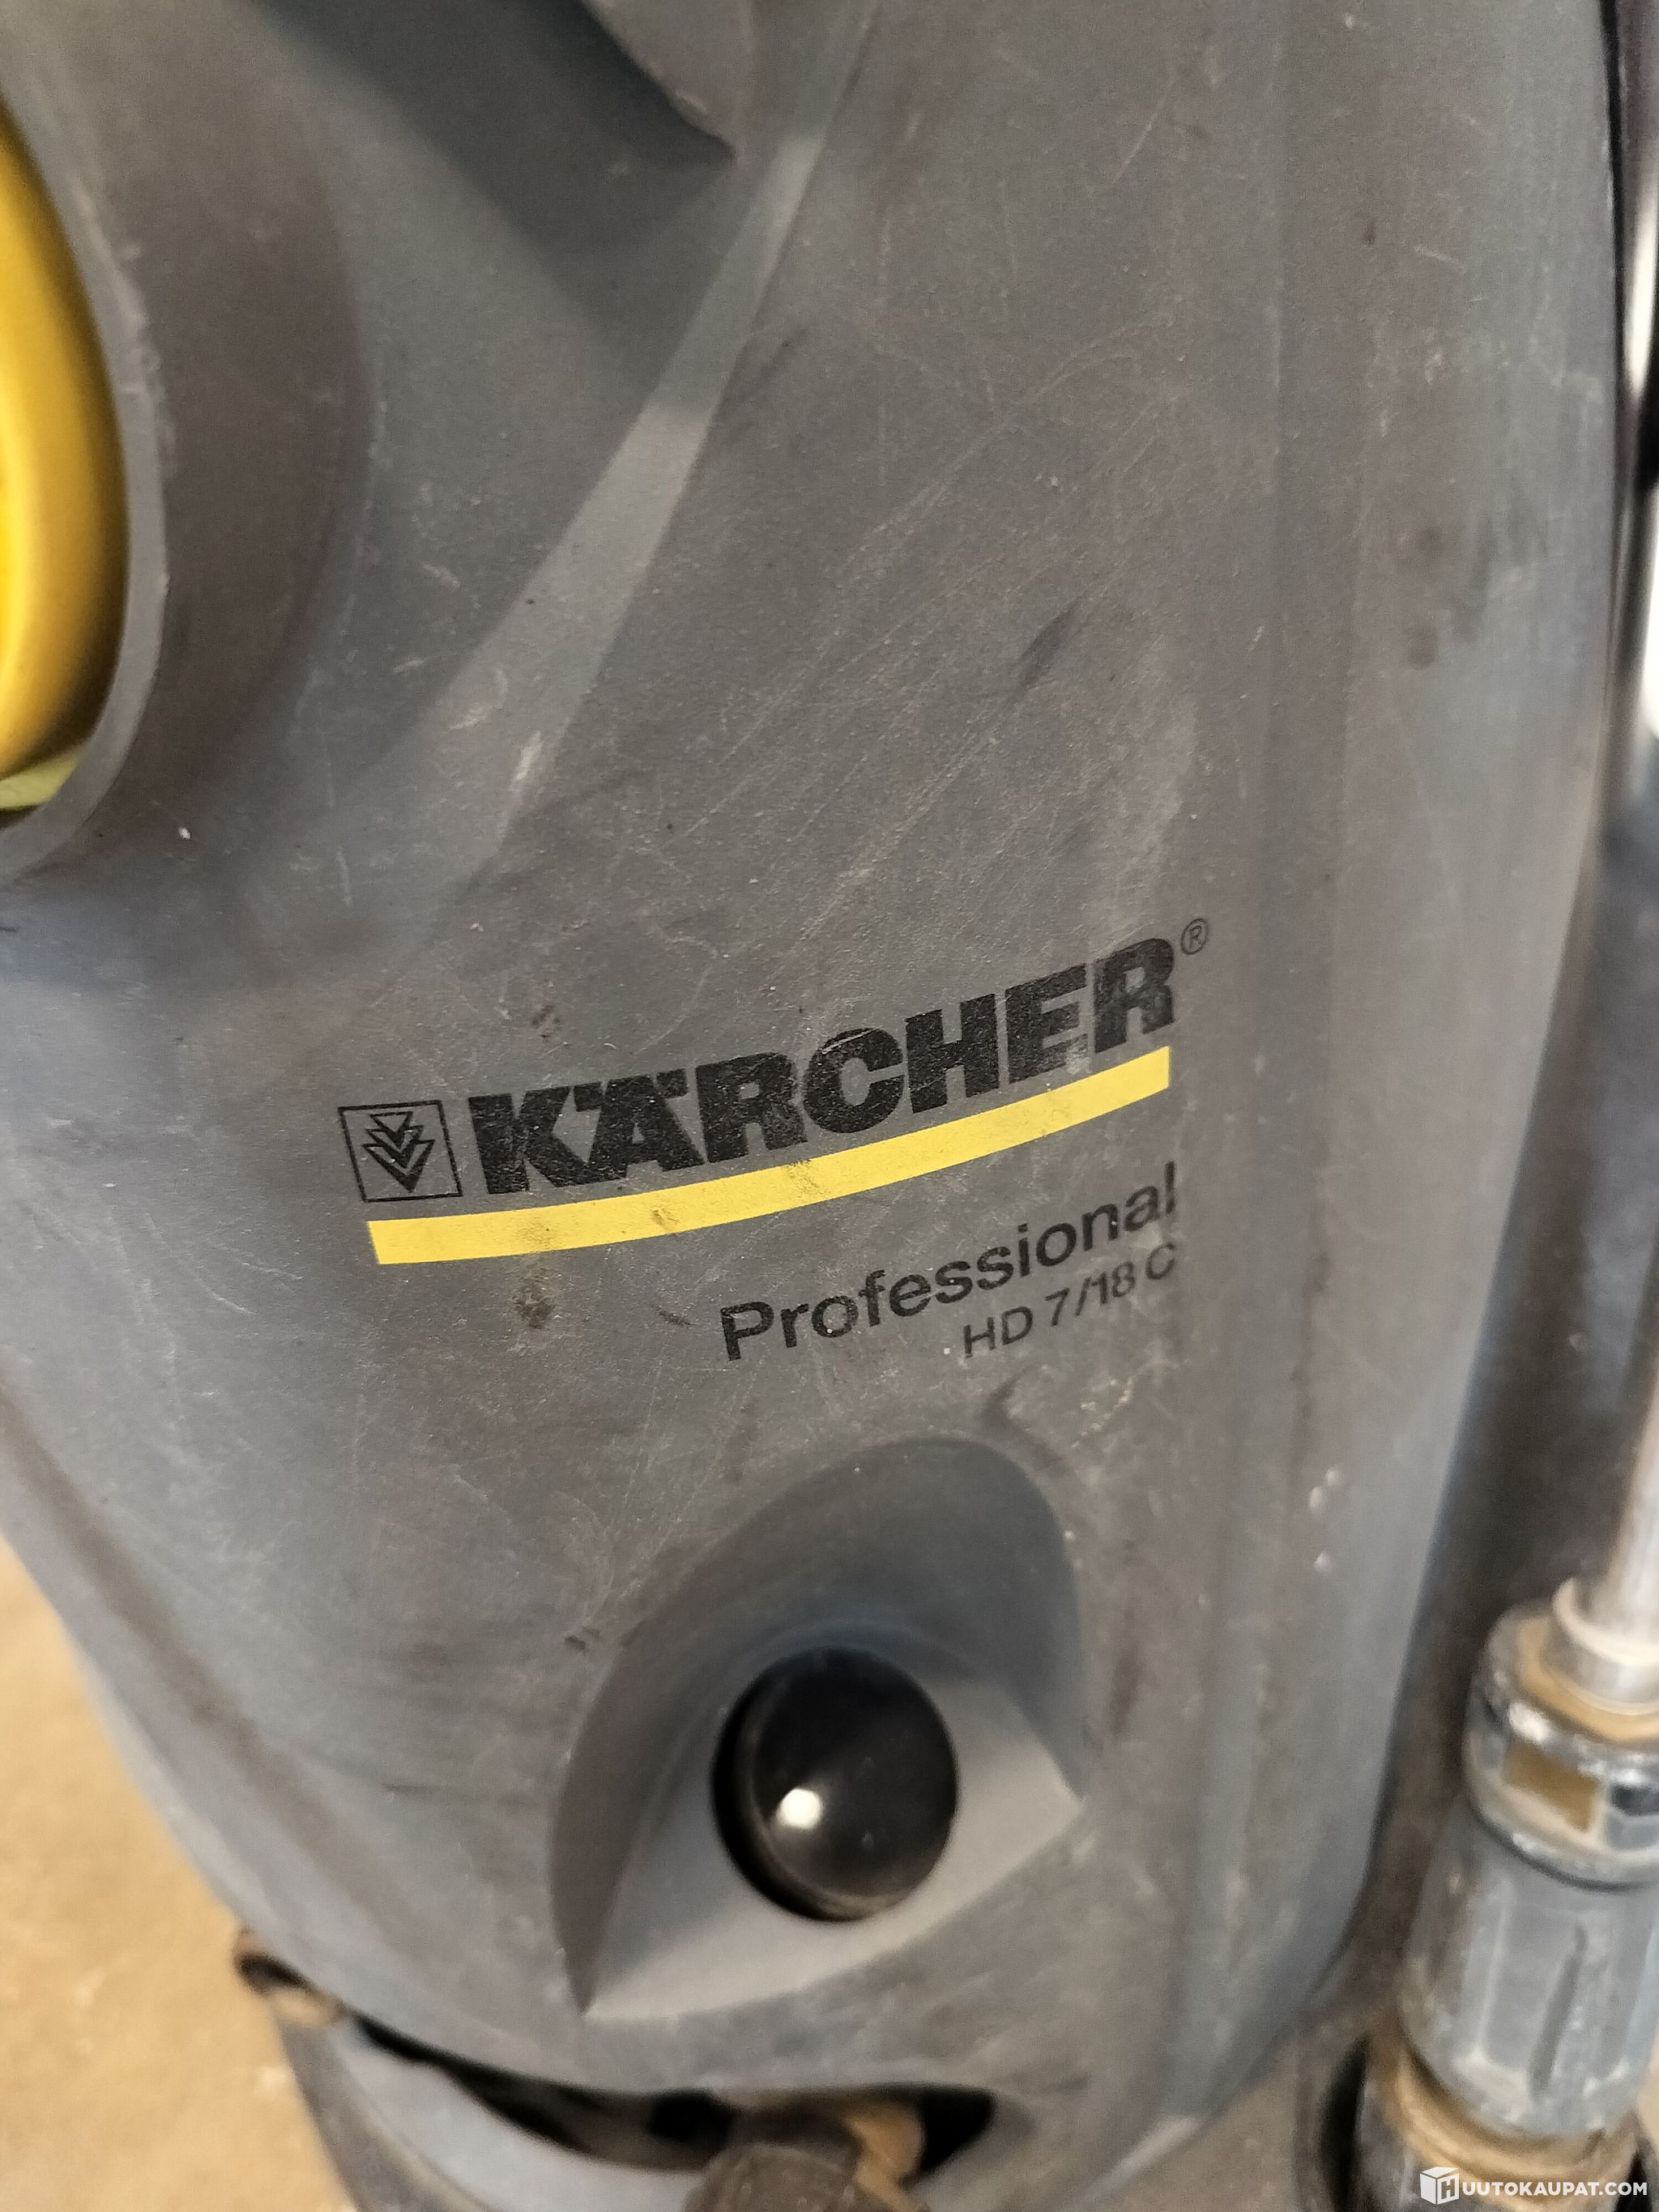 KÄRCHER®
Professional
HD 7/18 C
HUUTOKAUPAT.COM